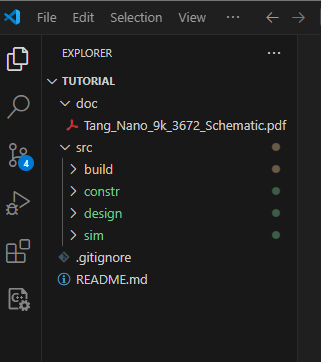 File Edit Selection View ···
EXPLORER ···
TUTORIAL
doc
Tang_Nano_9k_3672_Schematic.pdf
src
build
constr
design
4
sim
.gitignore
README.md